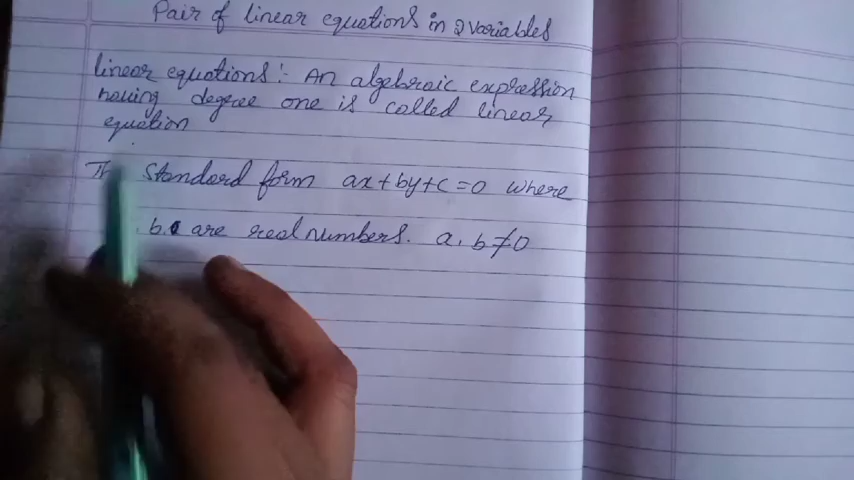 Pair of linear equations in 2 variables
linear equations:- An algebraic expression
having degree one is called linear
equation
standard form ax+by+c=0 where
b.c are real numbers. a, b≠0